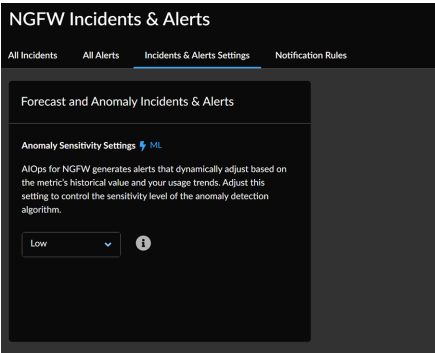 NGFW Incidents & Alerts
All Incidents All Alerts Incidents & Alerts Settings Notification Rules
Forecast and Anomaly Incidents & Alerts
Anomaly Sensitivity Settings ML
AIOps for NGFW generates alerts that dynamically adjust based on
the metric's historical value and your usage trends. Adjust this
setting to control the sensitivity level of the anomaly detection
algorithm.
Low